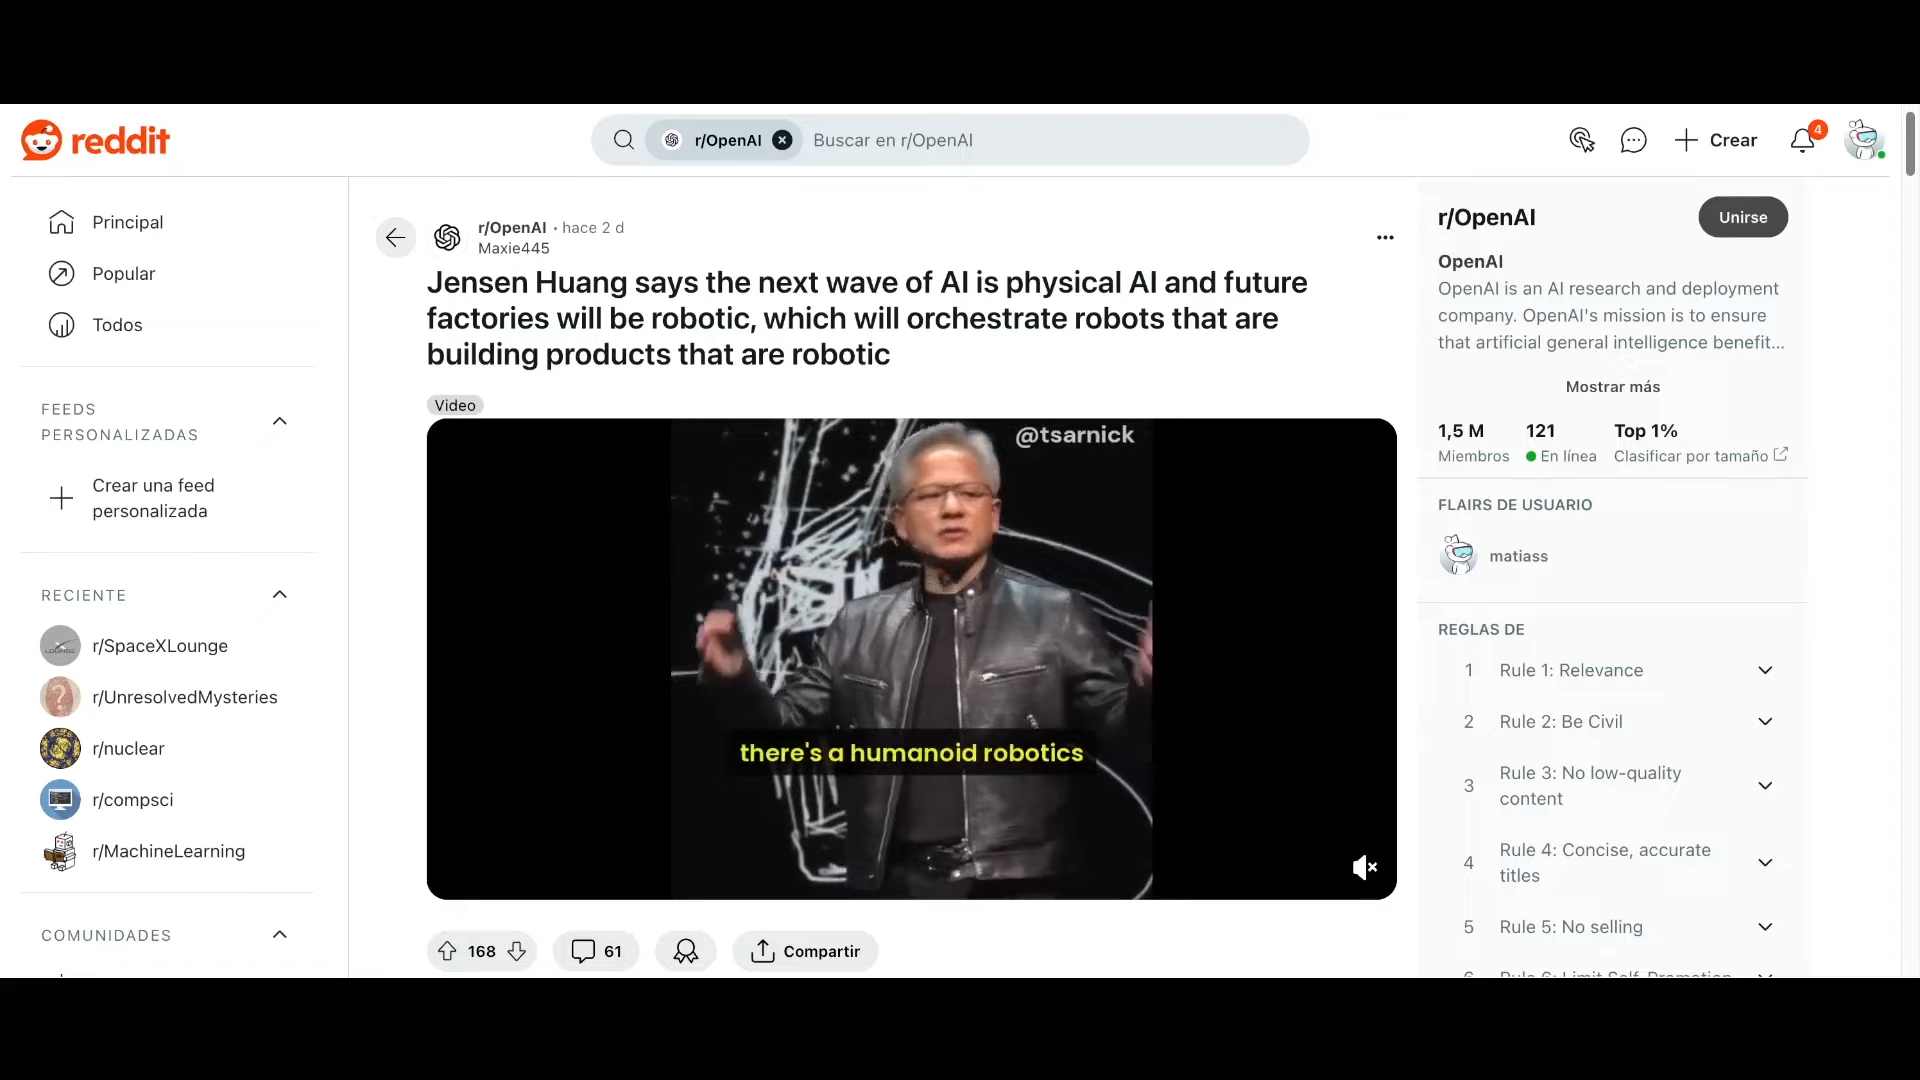 reddit
r/OpenAI
Buscar en r/OpenAI
Crear
4
Principal
Popular
Todos
FEEDS
PERSONALIZADAS
Crear una feed
personalizada
RECIENTE
r/SpaceXLounge
r/UnresolvedMysteries
r/nuclear
r/compsci
r/MachineLearning
COMUNIDADES
r/OpenAI • hace 2 d
Maxie445
Jensen Huang says the next wave of AI is physical AI and future
factories will be robotic, which will orchestrate robots that are
building products that are robotic
Video
@tsarnick
there's a humanoid robotics
168
61
Compartir
r/OpenAI
Unirse
OpenAI
OpenAI is an AI research and deployment
company. OpenAI's mission is to ensure
that artificial general intelligence benefit...
Mostrar más
1,5 M 121 Top 1%
Miembros En línea Clasificar por tamaño
FLAIRS DE USUARIO
matiass
REGLAS DE
1 Rule 1: Relevance
2 Rule 2: Be Civil
3 Rule 3: No low-quality
content
4 Rule 4: Concise, accurate
titles
5 Rule 5: No selling
6 Rule 6: Limit Self-Promotion